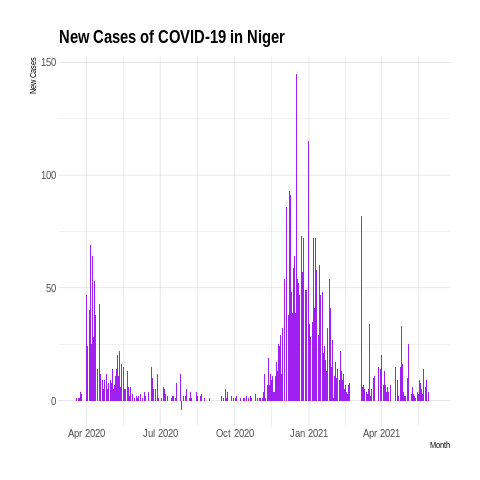 New Cases of COVID-19 in Niger
New Cases
150
100
50
0
Apr 2020 Jul 2020 Oct 2020 Jan 2021 Apr 2021
Month